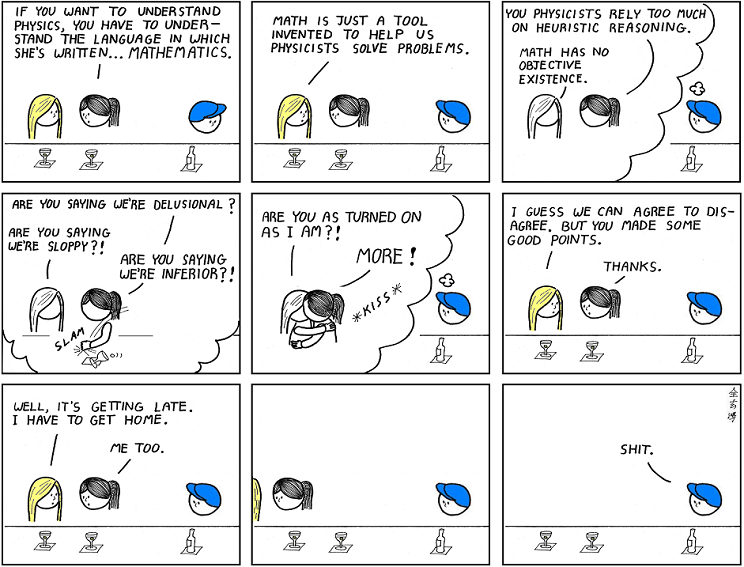 IF YOU WANT TO UNDERSTAND
PHYSICS, YOU HAVE TO UNDER-
STAND THE LANGUAGE IN WHICH
SHE'S WRITTEN... MATHEMATICS.
MATH IS JUST A TOOL
INVENTED TO HELP US
PHYSICISTS SOLVE PROBLEMS.
YOU PHYSICISTS RELY TOO MUCH
ON HEURISTIC REASONING.
MATH HAS NO
OBJECTIVE
EXISTENCE.
ARE YOU SAYING WE'RE DELUSIONAL?
ARE YOU SAYING
WE'RE SLOPPY?!
ARE YOU SAYING
WE'RE INFERIOR?!
SLAM
ARE YOU AS TURNED ON
AS I AM?!
MORE!
*KISS*
I GUESS WE CAN AGREE TO DIS-
AGREE. BUT YOU MADE SOME
GOOD POINTS.
THANKS.
WELL, IT'S GETTING LATE.
I HAVE TO GET HOME.
ME TOO.
SHIT.